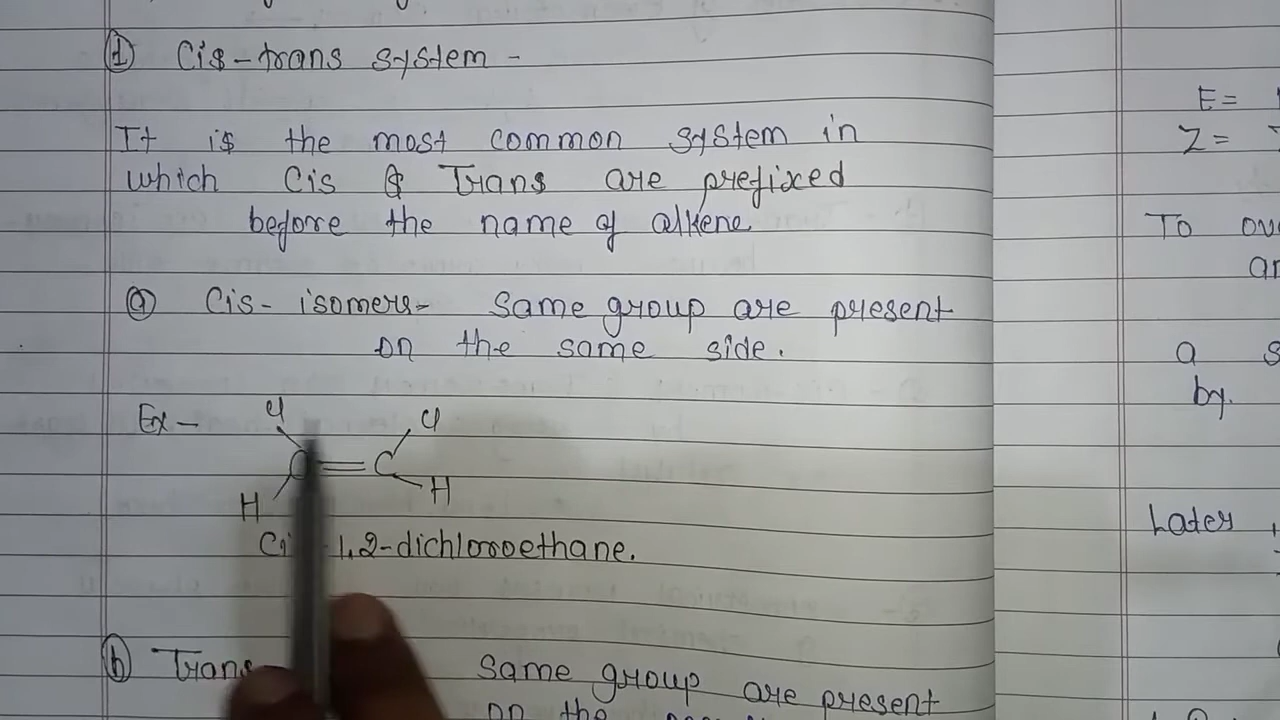 ① Cis-trans system -
It is the most common system in
which Cis & Trans are prefixed
before the name of alkene
ⓐ Cis- isomers- Same group are present
on the same side.
Ex - Cl Cl
C=C
H H
1,2-dichloroethane.
ⓑ Trans Same group are present
on the
E=
Z=
To
a
by.
Later